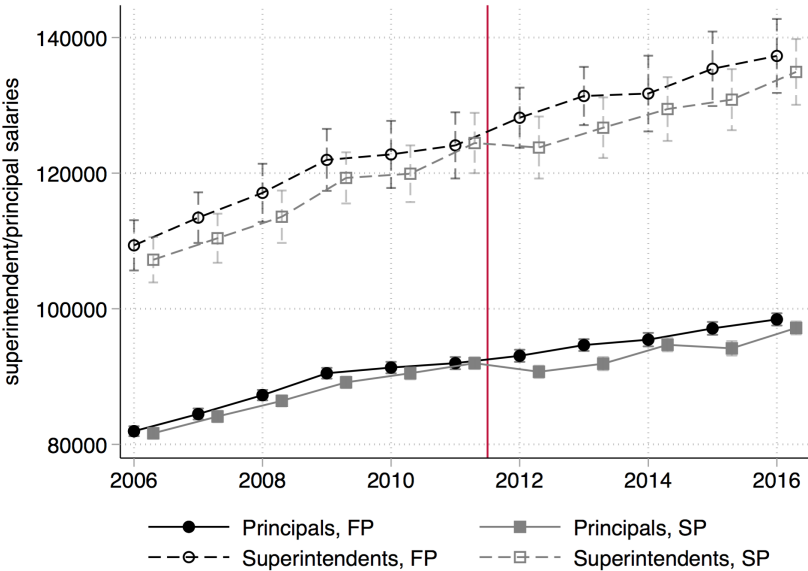 superintendent/principal salaries
140000
120000
100000
80000
2006 2008 2010 2012 2014 2016
Principals, FP Principals, SP
Superintendents, FP Superintendents, SP